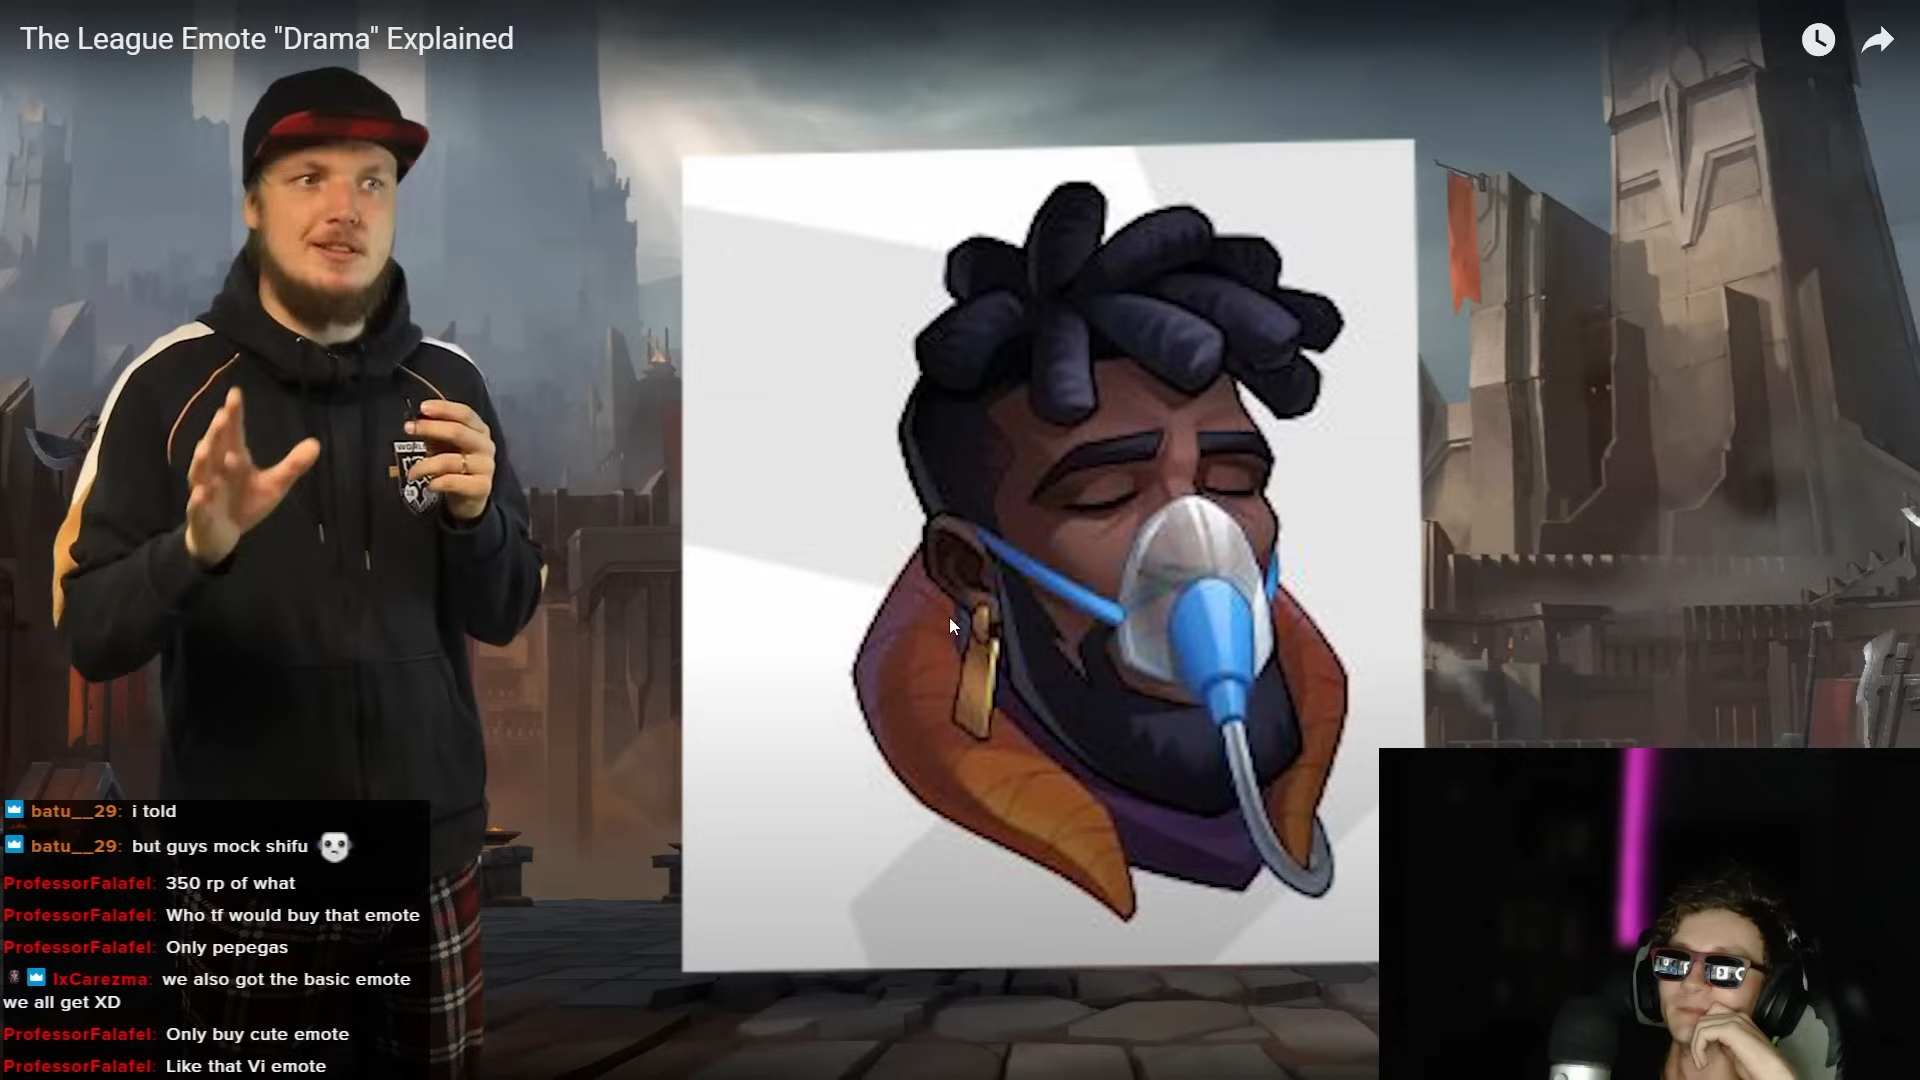 The League Emote "Drama" Explained
WORLDS
batu__29: i told
batu__29: but guys mock shifu
ProfessorFalafel: 350 rp of what
ProfessorFalafel: Who tf would buy that emote
ProfessorFalafel: Only pepegas
IxCarezma: we also got the basic emote
we all get XD
ProfessorFalafel: Only buy cute emote
ProfessorFalafel: Like that Vi emote